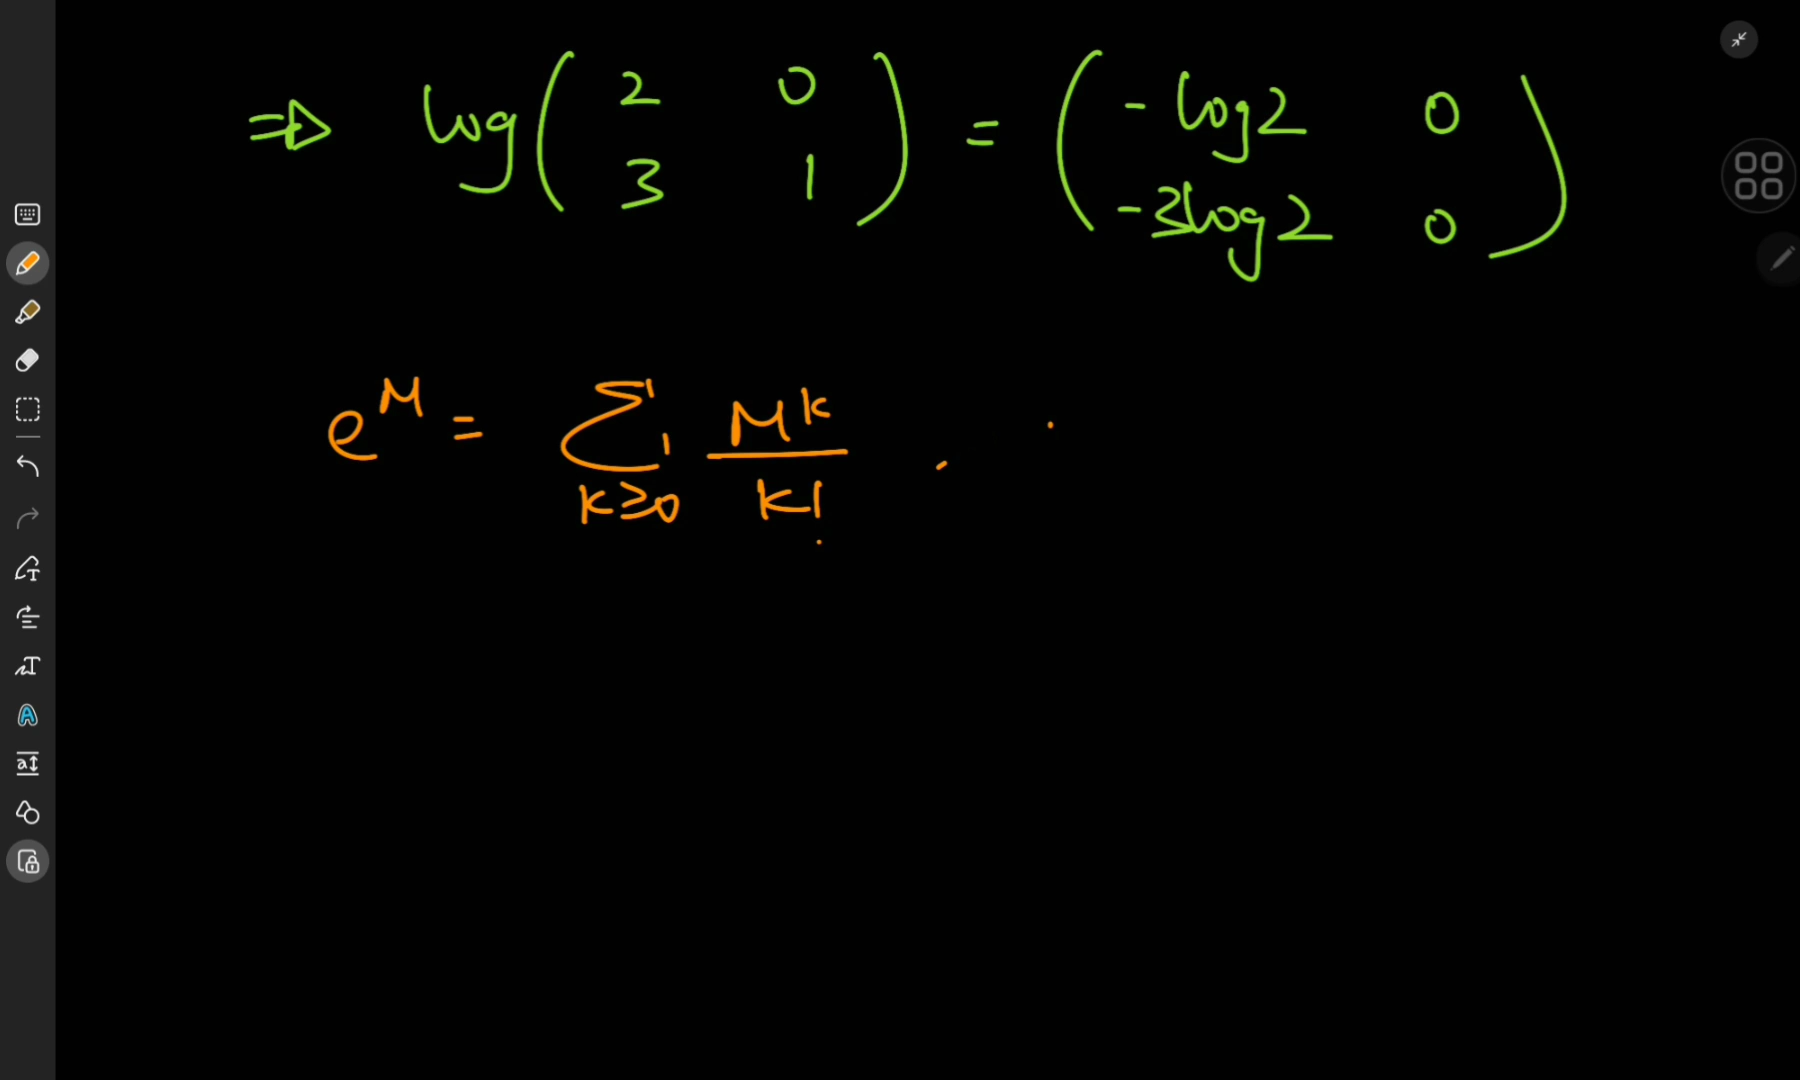 ⇒ log ( 2 0 ; 3 1 ) = ( -log2 0 ; -3log2 0 )
e^M = Σ_{k≥0} M^k / k! .